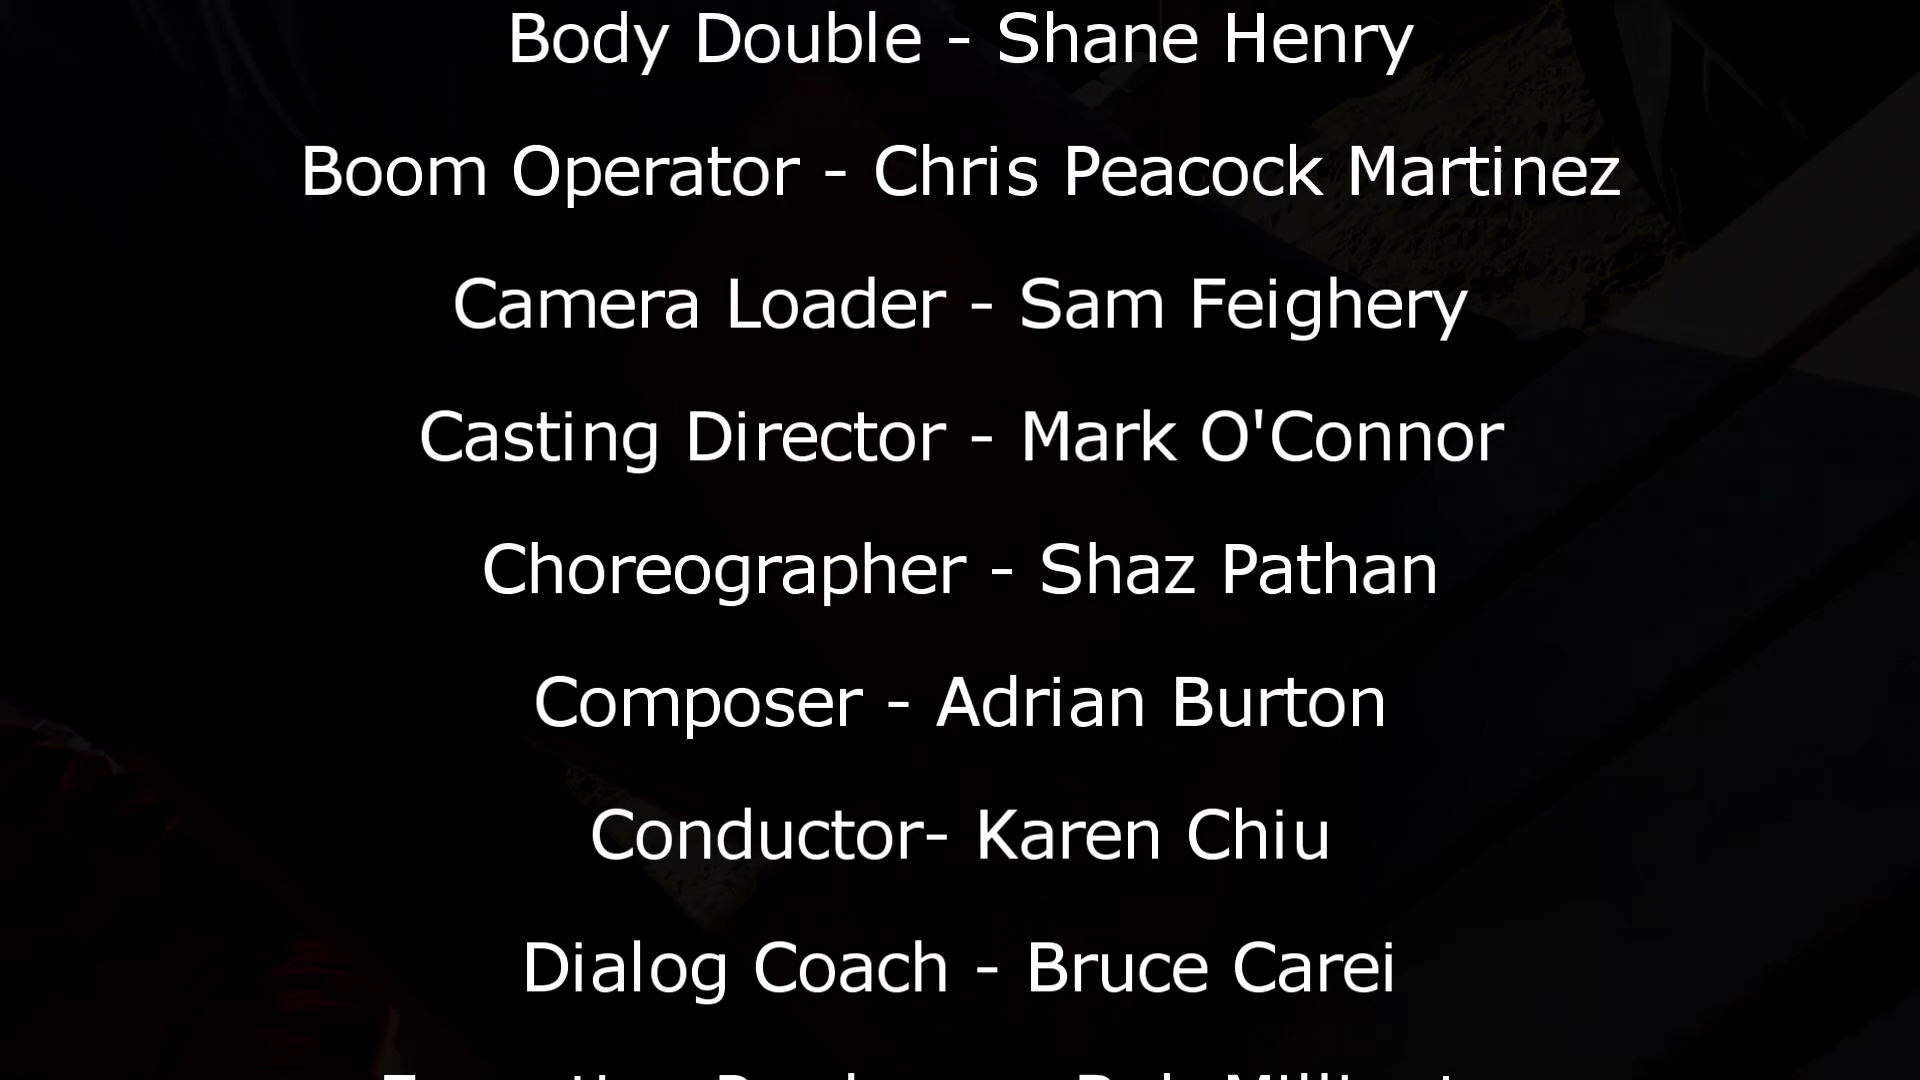 Body Double - Shane Henry
Boom Operator - Chris Peacock Martinez
Camera Loader - Sam Feighery
Casting Director - Mark O'Connor
Choreographer - Shaz Pathan
Composer - Adrian Burton
Conductor- Karen Chiu
Dialog Coach - Bruce Carei